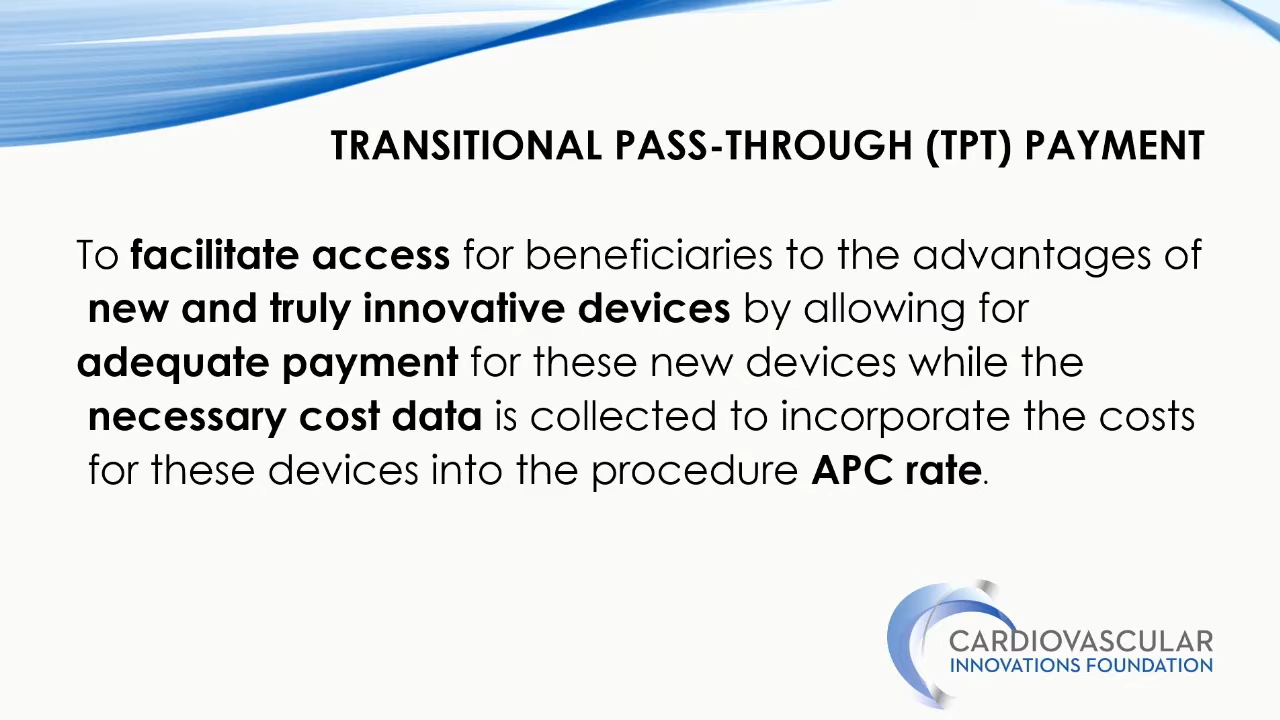 TRANSITIONAL PASS-THROUGH (TPT) PAYMENT
To facilitate access for beneficiaries to the advantages of
new and truly innovative devices by allowing for
adequate payment for these new devices while the
necessary cost data is collected to incorporate the costs
for these devices into the procedure APC rate.
CARDIOVASCULAR
INNOVATIONS FOUNDATION